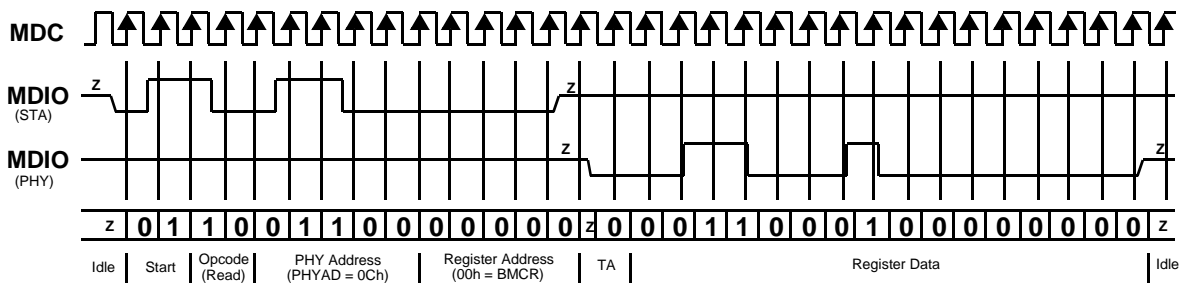 MDC
z
z
MDIO
(STA)
MDIO
z
z
(PHY)
z 0 1 1 0 0 1 1 0 0 0 0 0 0 0 z 0 0 0 1 1 0 0 0 1 0 0 0 0 0 0 0 0 z
Idle
Start
Opcode
(Read)
PHY Address
(PHYAD = 0Ch)
Register Address
(00h = BMCR)
TA
Register Data
Idle